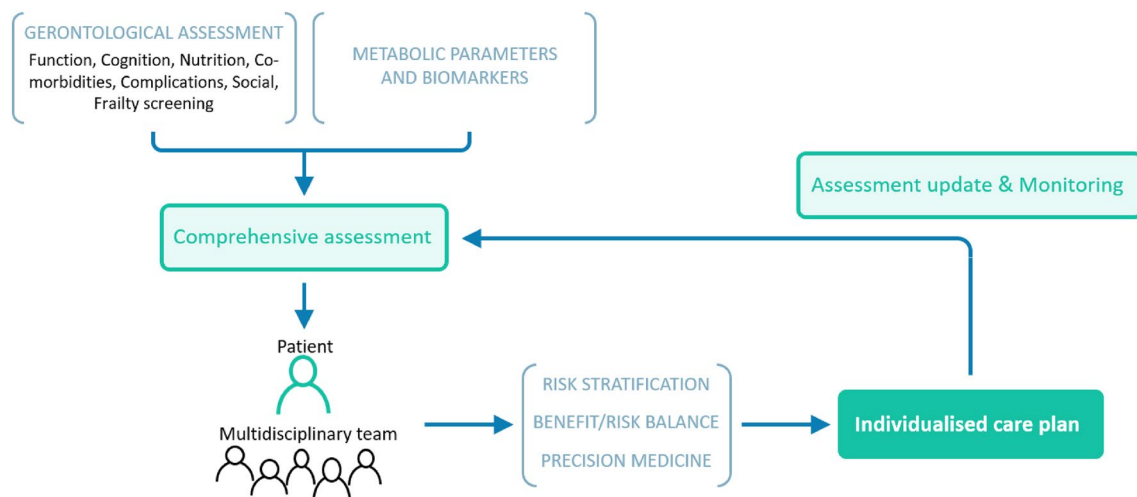 GERONTOLOGICAL ASSESSMENT
Function, Cognition, Nutrition, Co-
morbidities, Complications, Social,
Frailty screening
METABOLIC PARAMETERS
AND BIOMARKERS
Assessment update & Monitoring
Comprehensive assessment
Patient
Multidisciplinary team
RISK STRATIFICATION
BENEFIT/RISK BALANCE
PRECISION MEDICINE
Individualised care plan